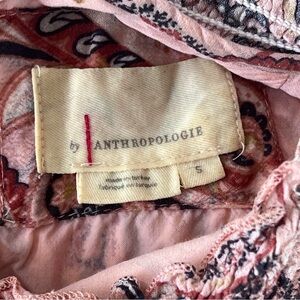 by ANTHROPOLOGIE
S
made in turkey
fabriqué en turquie